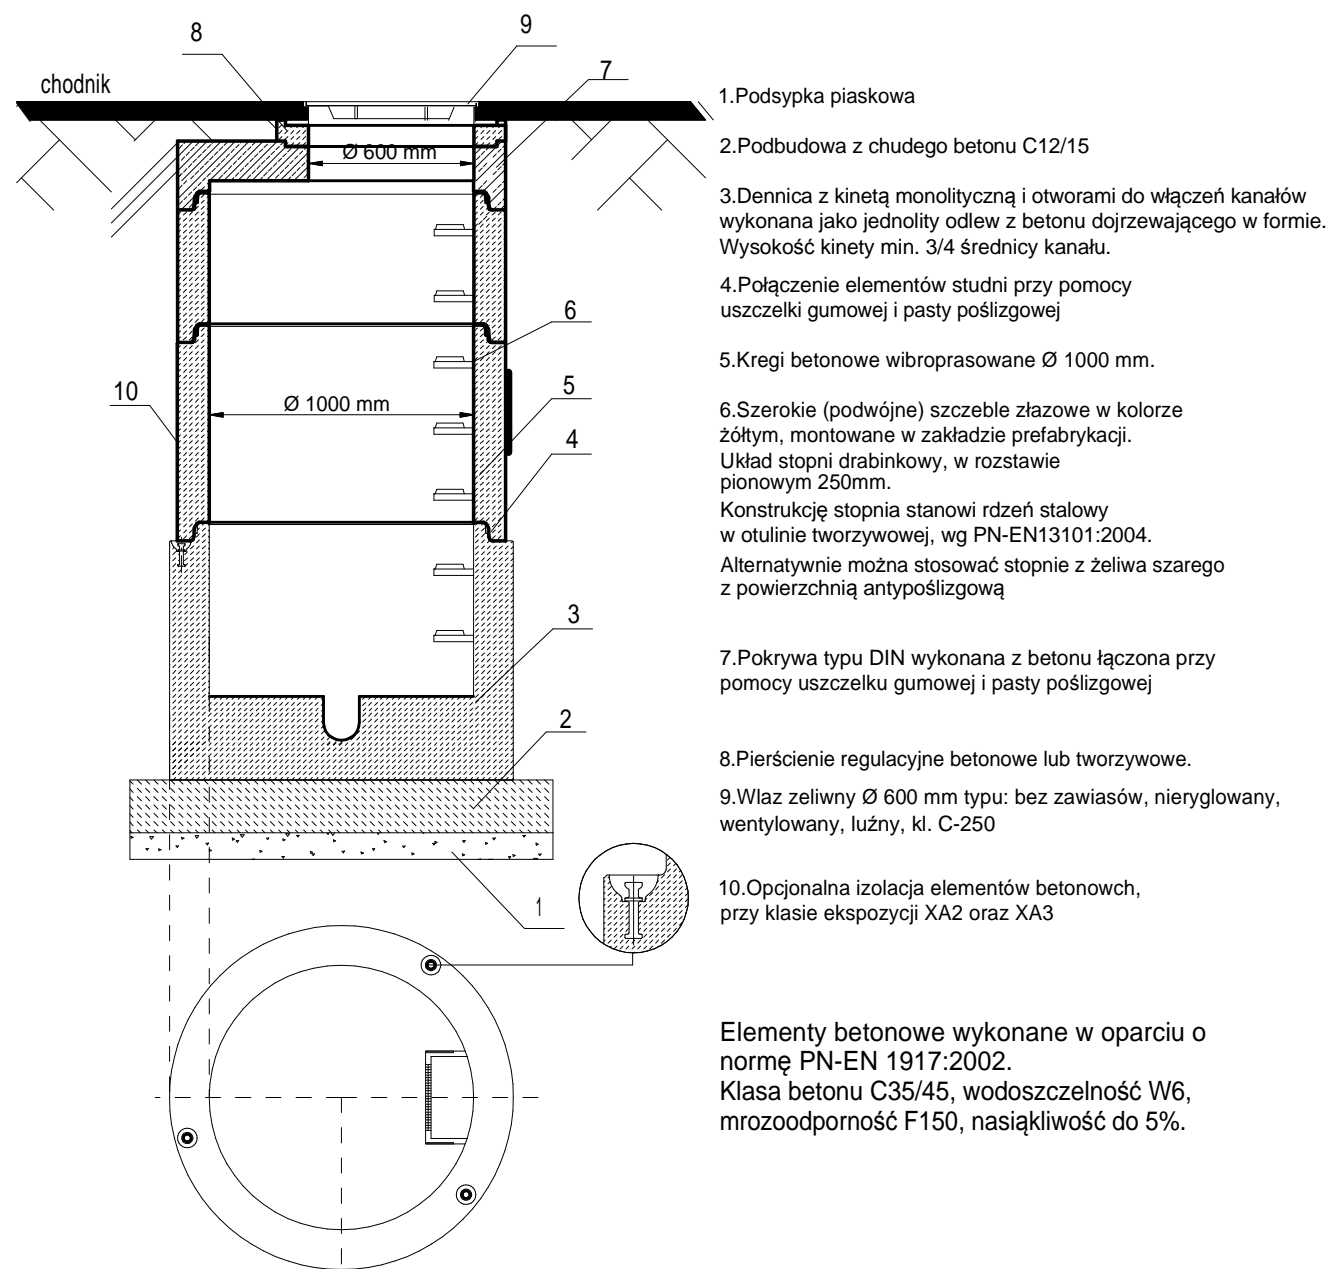 8
9
7
chodnik
Ø 600 mm
6
10
5
Ø 1000 mm
4
3
2
1
1.Podsypka piaskowa
2.Podbudowa z chudego betonu C12/15
3.Dennica z kinetą monolityczną i otworami do włączeń kanałów
wykonana jako jednolity odlew z betonu dojrzewającego w formie.
Wysokość kinety min. 3/4 średnicy kanału.
4.Połączenie elementów studni przy pomocy
uszczelki gumowej i pasty poślizgowej
5.Kregi betonowe wibroprasowane Ø 1000 mm.
6.Szerokie (podwójne) szczeble złazowe w kolorze
żółtym, montowane w zakładzie prefabrykacji.
Układ stopni drabinkowy, w rozstawie
pionowym 250mm.
Konstrukcję stopnia stanowi rdzeń stalowy
w otulinie tworzywowej, wg PN-EN13101:2004.
Alternatywnie można stosować stopnie z żeliwa szarego
z powierzchnią antypoślizgową
7.Pokrywa typu DIN wykonana z betonu łączona przy
pomocy uszczelku gumowej i pasty poślizgowej
8.Pierścienie regulacyjne betonowe lub tworzywowe.
9.Wlaz zeliwny Ø 600 mm typu: bez zawiasów, nieryglowany,
wentylowany, luźny, kl. C-250
10.Opcjonalna izolacja elementów betonowch,
przy klasie ekspozycji XA2 oraz XA3
Elementy betonowe wykonane w oparciu o
normę PN-EN 1917:2002.
Klasa betonu C35/45, wodoszczelność W6,
mrozoodporność F150, nasiąkliwość do 5%.